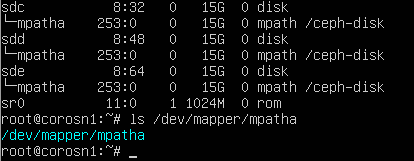 sdc 8:32 0 15G 0 disk
└─mpatha 253:0 0 15G 0 mpath /ceph-disk
sdd 8:48 0 15G 0 disk
└─mpatha 253:0 0 15G 0 mpath /ceph-disk
sde 8:64 0 15G 0 disk
└─mpatha 253:0 0 15G 0 mpath /ceph-disk
sr0 11:0 1 1024M 0 rom
root@corosn1:~# ls /dev/mapper/mpatha
/dev/mapper/mpatha
root@corosn1:~# _